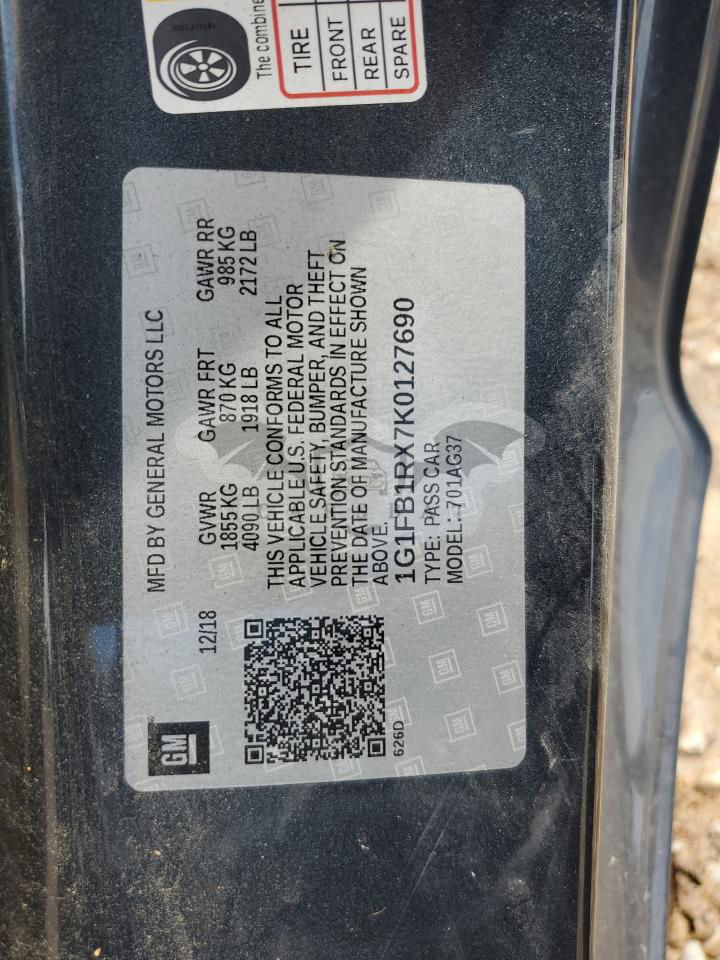 The combine
TIRE
FRONT
REAR
SPARE
MFD BY GENERAL MOTORS LLC
GM
12/18
GVWR GAWR FRT GAWR RR
1855 KG 870 KG 985 KG
4090 LB 1918 LB 2172 LB
THIS VEHICLE CONFORMS TO ALL
APPLICABLE U.S. FEDERAL MOTOR
VEHICLE SAFETY, BUMPER, AND THEFT
PREVENTION STANDARDS IN EFFECT ON
THE DATE OF MANUFACTURE SHOWN
ABOVE.
1G1FB1RX7K0127690
TYPE: PASS CAR
MODEL: 701AG37
626D